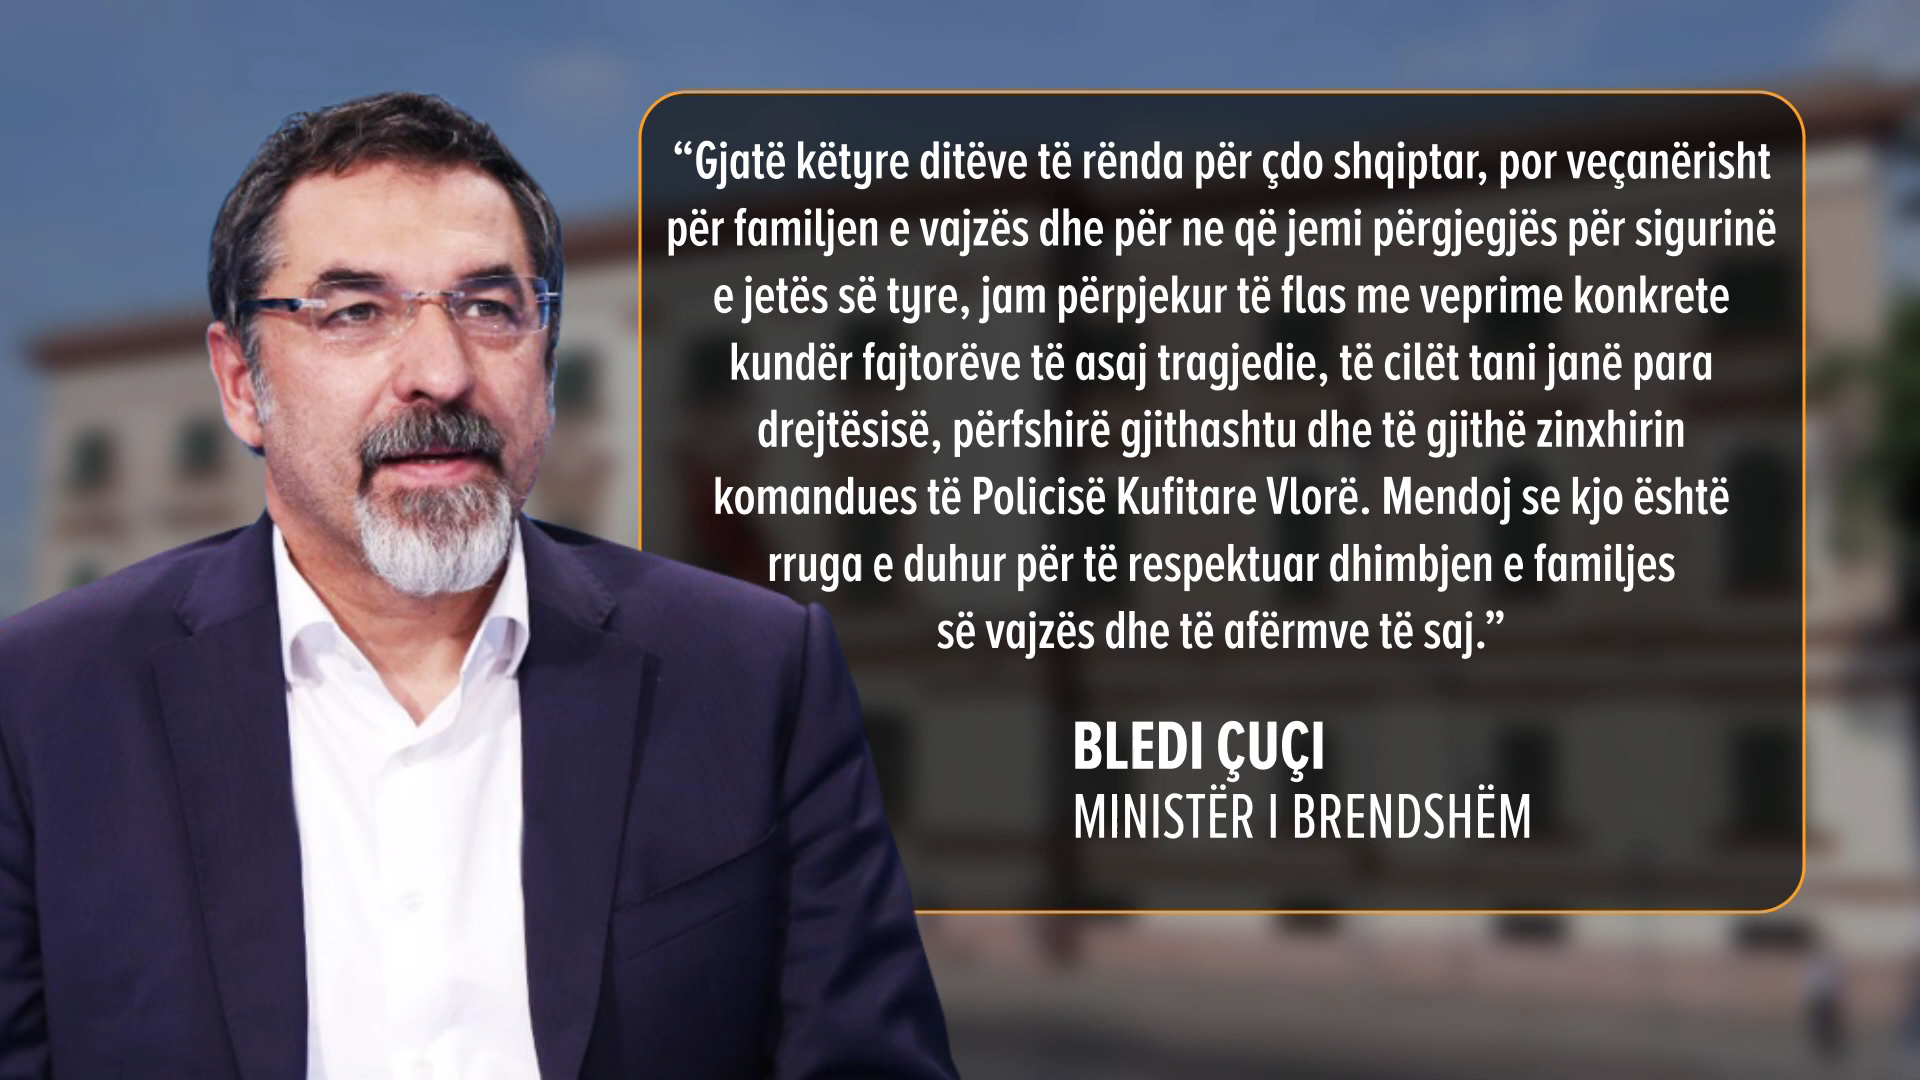 “Gjatë këtyre ditëve të rënda për çdo shqiptar, por veçanërisht
për familjen e vajzës dhe për ne që jemi përgjegjës për sigurinë
e jetës së tyre, jam përpjekur të flas me veprime konkrete
kundër fajtorëve të asaj tragjedie, të cilët tani janë para
drejtësisë, përfshirë gjithashtu dhe të gjithë zinxhirin
komandues të Policisë Kufitare Vlorë. Mendoj se kjo është
rruga e duhur për të respektuar dhimbjen e familjes
së vajzës dhe të afërmve të saj.”
BLEDI ÇUÇI
MINISTËR I BRENDSHËM